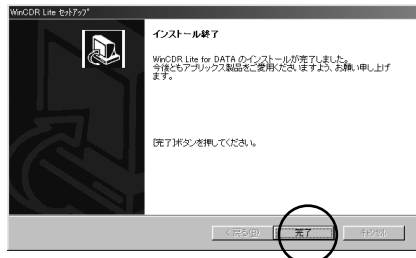 WinCDR Lite ｾｯﾄｱｯﾌﾟ
インストール終了
WinCDR Lite for DATA のインストールが完了しました。
今後ともアプリックス製品をご愛用くださいますよう、お願い申し上げ
ます。
[完了]ボタンを押してください。
< 戻る(B) 完了 ｷｬﾝｾﾙ